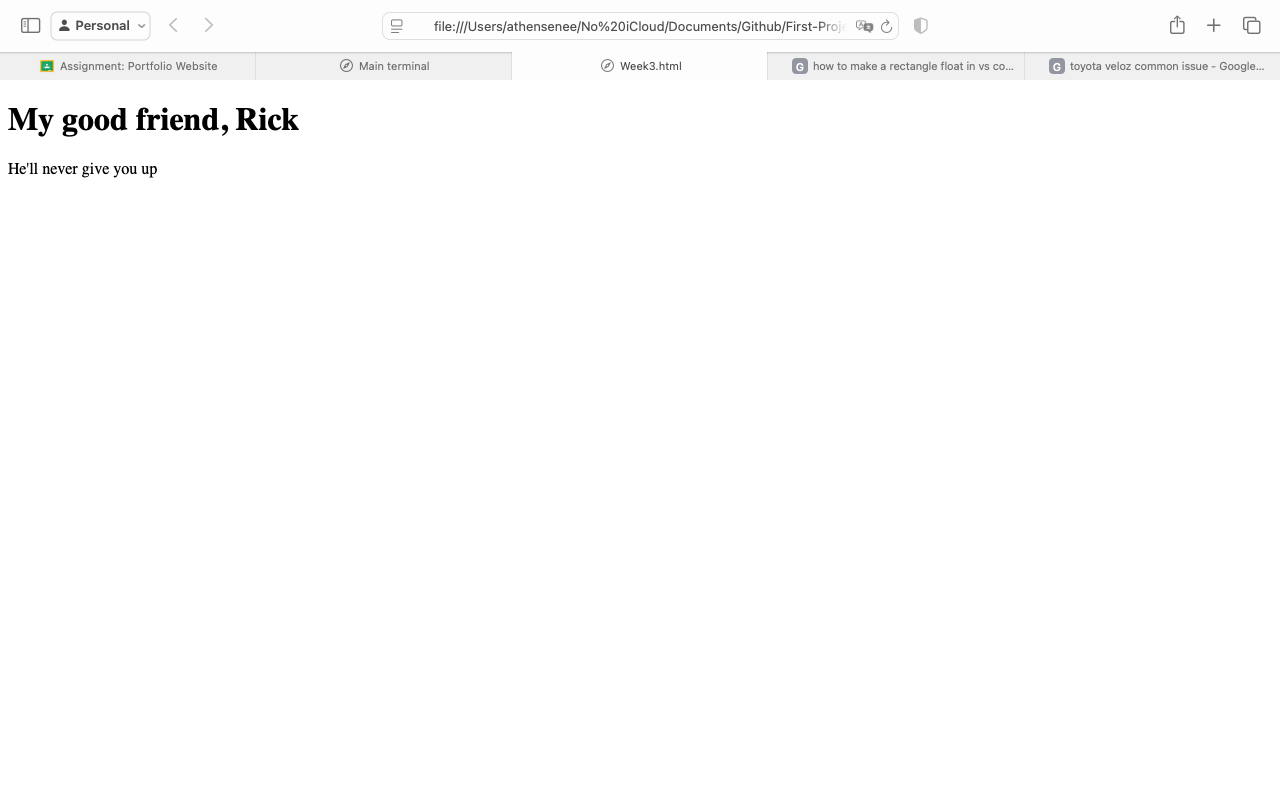 Personal
file:///Users/athensenee/No%20iCloud/Documents/Github/First-Proje
Assignment: Portfolio Website
Main terminal
Week3.html
G how to make a rectangle float in vs co...
G toyota veloz common issue - Google...
My good friend, Rick
He'll never give you up